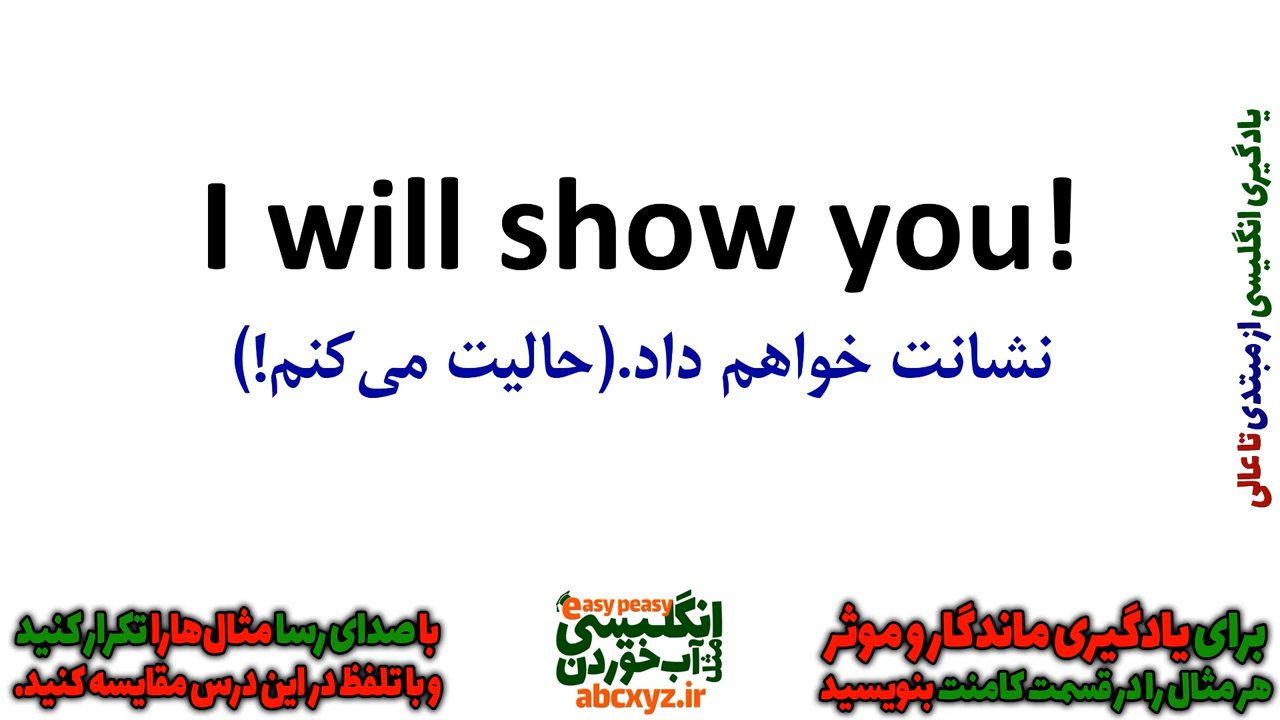 I will show you!
نشانت خواهم داد.(حالیت می‌کنم!)
یادگیری انگلیسی از مبتدی تا عالی
برای یادگیری ماندگار و موثر
هر مثال را در قسمت کامنت بنویسید
easy peasy
انگلیسی
مثل
آب خوردن
abcxyz.ir
با صدای رسا مثال‌ها را تکرار کنید
و با تلفظ در این درس مقایسه کنید.